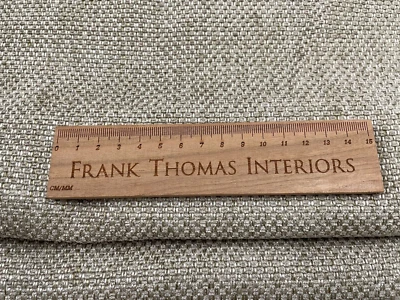 0 1 2 3 4 5 6 7 8 9 10 11 12 13 14 15
FRANK THOMAS INTERIORS
CM/MM